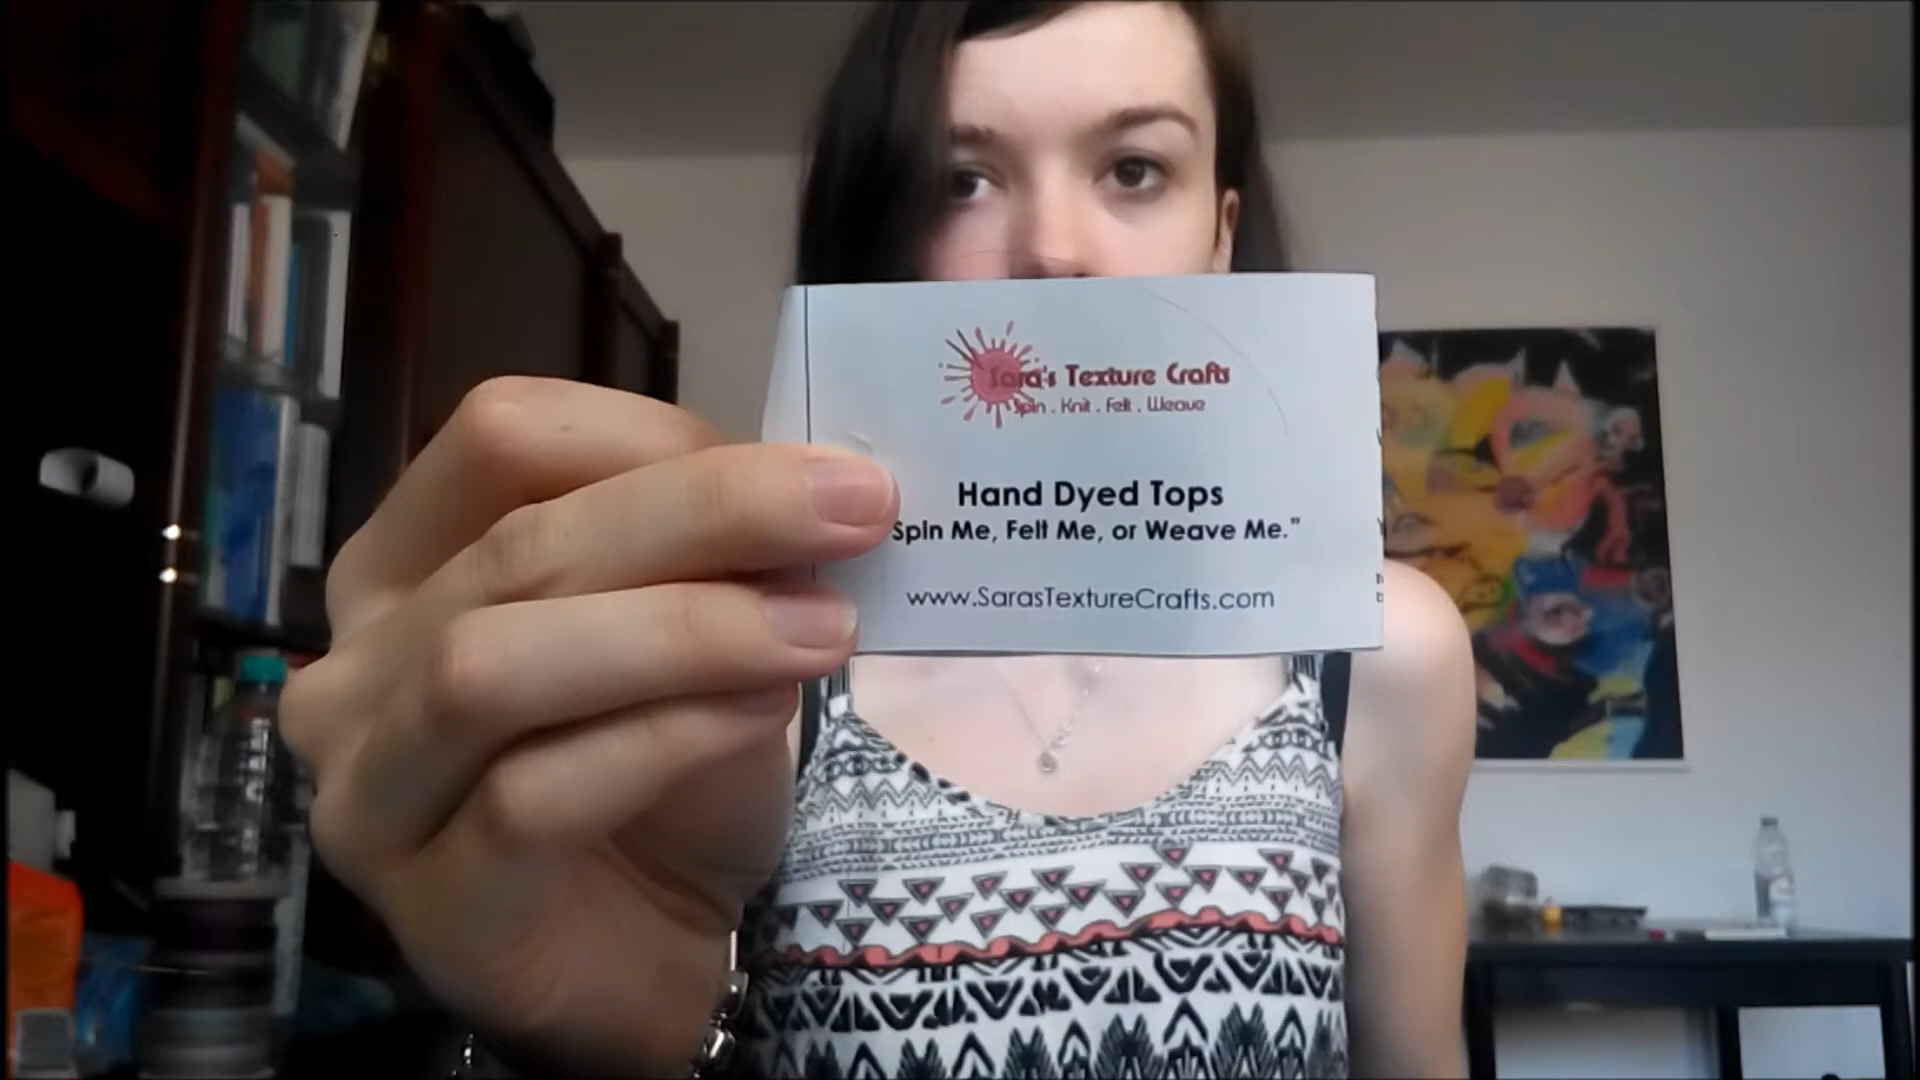 Sara's Texture Crafts
Spin . Knit . Felt . Weave
Hand Dyed Tops
Spin Me, Felt Me, or Weave Me."
www.SarasTextureCrafts.com